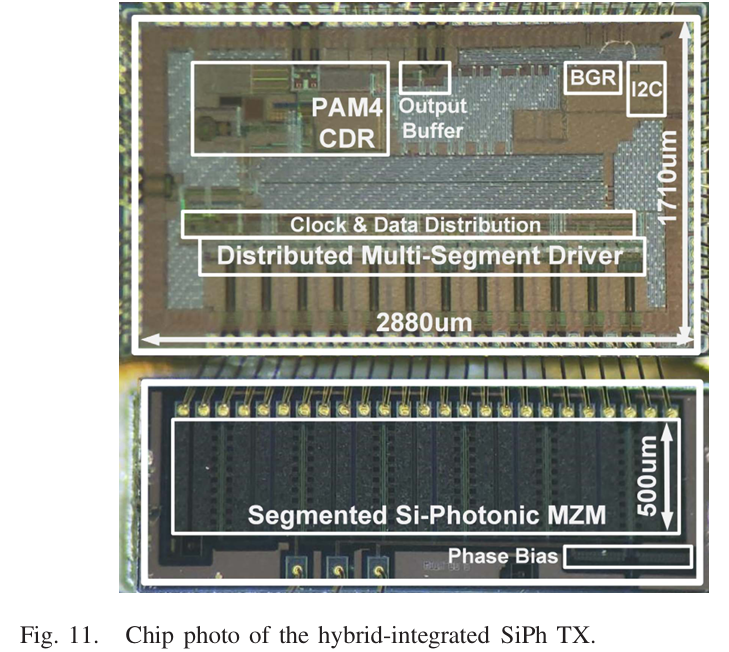 PAM4
CDR
Output
Buffer
BGR
I2C
1710um
Clock & Data Distribution
Distributed Multi-Segment Driver
2880um
500um
Segmented Si-Photonic MZM
Phase Bias
Fig. 11. Chip photo of the hybrid-integrated SiPh TX.